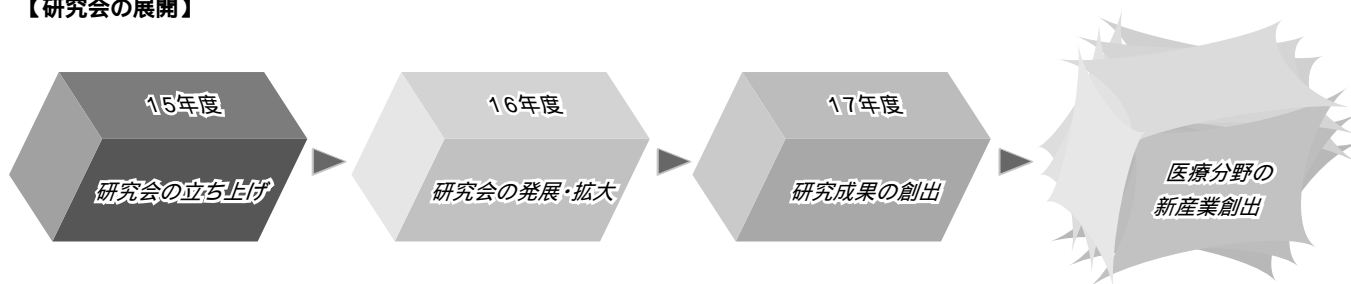 【研究会の展開】
15年度
研究会の立ち上げ
16年度
研究会の発展・拡大
17年度
研究成果の創出
医療分野の
新産業創出